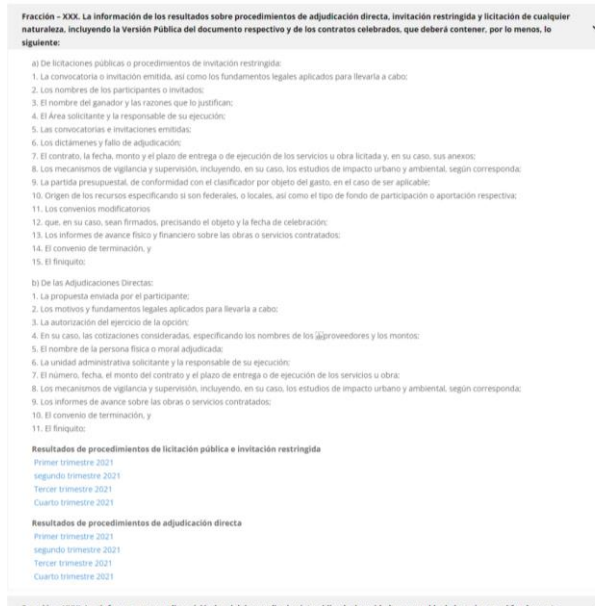 Fracción – XXX. La información de los resultados sobre procedimientos de adjudicación directa, invitación restringida y licitación de cualquier
naturaleza, incluyendo la Versión Pública del documento respectivo y de los contratos celebrados, que deberá contener, por lo menos, lo
siguiente:
a) De licitaciones públicas o procedimientos de invitación restringida:
1. La convocatoria o invitación emitida, así como los fundamentos legales aplicados para llevarla a cabo;
2. Los nombres de los participantes o invitados;
3. El nombre del ganador y las razones que lo justifican;
4. El Área solicitante y la responsable de su ejecución;
5. Las convocatorias e invitaciones emitidas;
6. Los dictámenes y fallo de adjudicación;
7. El contrato, la fecha, monto y el plazo de entrega o de ejecución de los servicios u obra licitada y, en su caso, sus anexos;
8. Los mecanismos de vigilancia y supervisión, incluyendo, en su caso, los estudios de impacto urbano y ambiental, según corresponda;
9. La partida presupuestal, de conformidad con el clasificador por objeto del gasto, en el caso de ser aplicable;
10. Origen de los recursos especificando si son federales, o locales, así como el tipo de fondo de participación o aportación respectiva;
11. Los convenios modificatorios
12. que, en su caso, sean firmados, precisando el objeto y la fecha de celebración;
13. Los informes de avance físico y financiero sobre las obras o servicios contratados;
14. El convenio de terminación, y
15. El finiquito;
b) De las Adjudicaciones Directas:
1. La propuesta enviada por el participante;
2. Los motivos y fundamentos legales aplicados para llevarla a cabo;
3. La autorización del ejercicio de la opción;
4. En su caso, las cotizaciones consideradas, especificando los nombres de los proveedores y los montos;
5. El nombre de la persona física o moral adjudicada;
6. La unidad administrativa solicitante y la responsable de su ejecución;
7. El número, fecha, el monto del contrato y el plazo de entrega o de ejecución de los servicios u obra;
8. Los mecanismos de vigilancia y supervisión, incluyendo, en su caso, los estudios de impacto urbano y ambiental, según corresponda;
9. Los informes de avance sobre las obras o servicios contratados;
10. El convenio de terminación, y
11. El finiquito;
Resultados de procedimientos de licitación pública e invitación restringida
Primer trimestre 2021
segundo trimestre 2021
Tercer trimestre 2021
Cuarto trimestre 2021
Resultados de procedimientos de adjudicación directa
Primer trimestre 2021
segundo trimestre 2021
Tercer trimestre 2021
Cuarto trimestre 2021